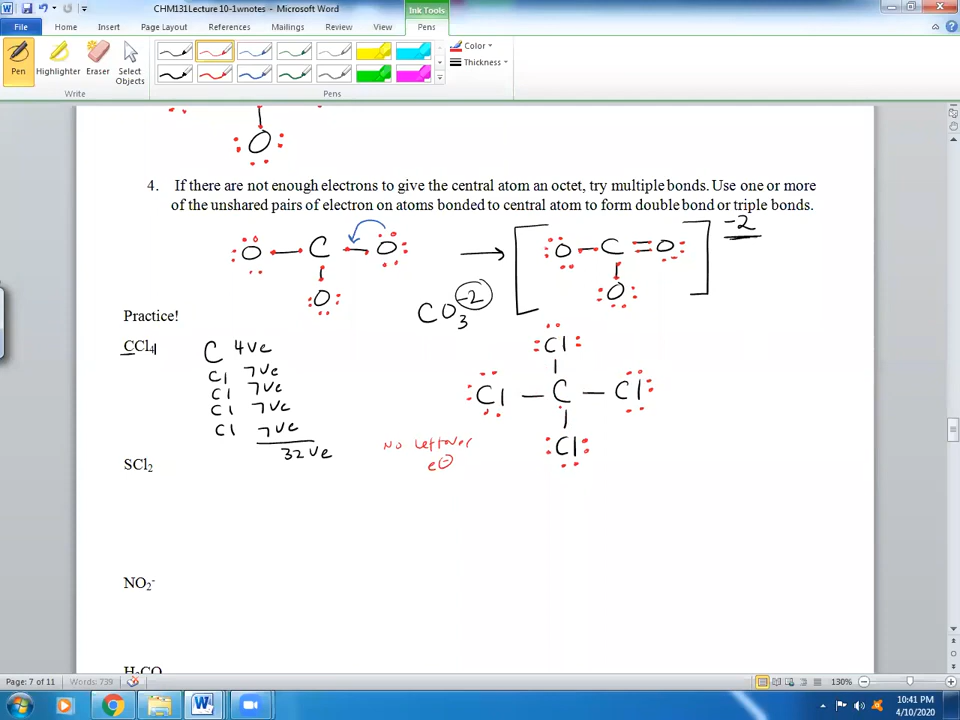 CHM131Lecture 10-1wnotes - Microsoft Word
Ink Tools
File Home Insert Page Layout References Mailings Review View Pens
Pen Highlighter Eraser Select Objects
Color
Thickness
Write
Pens
O
4. If there are not enough electrons to give the central atom an octet, try multiple bonds. Use one or more
of the unshared pairs of electron on atoms bonded to central atom to form double bond or triple bonds.
-2
O — C — O → [ O — C = O ]
O O
CO3 -2
Practice!
CCl4
C 4ve
Cl 7ve
Cl 7ve
Cl 7ve
Cl 7ve
32ve
Cl
Cl — C — Cl
Cl
No leftover
e⊖
SCl2
NO2-
H2CO
Page: 7 of 11 Words: 739 130%
10:41 PM
4/10/2020